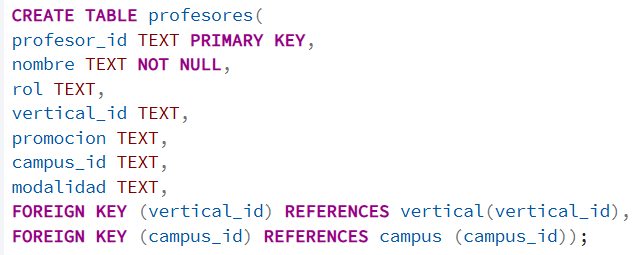 CREATE TABLE profesores(
profesor_id TEXT PRIMARY KEY,
nombre TEXT NOT NULL,
rol TEXT,
vertical_id TEXT,
promocion TEXT,
campus_id TEXT,
modalidad TEXT,
FOREIGN KEY (vertical_id) REFERENCES vertical(vertical_id),
FOREIGN KEY (campus_id) REFERENCES campus (campus_id));